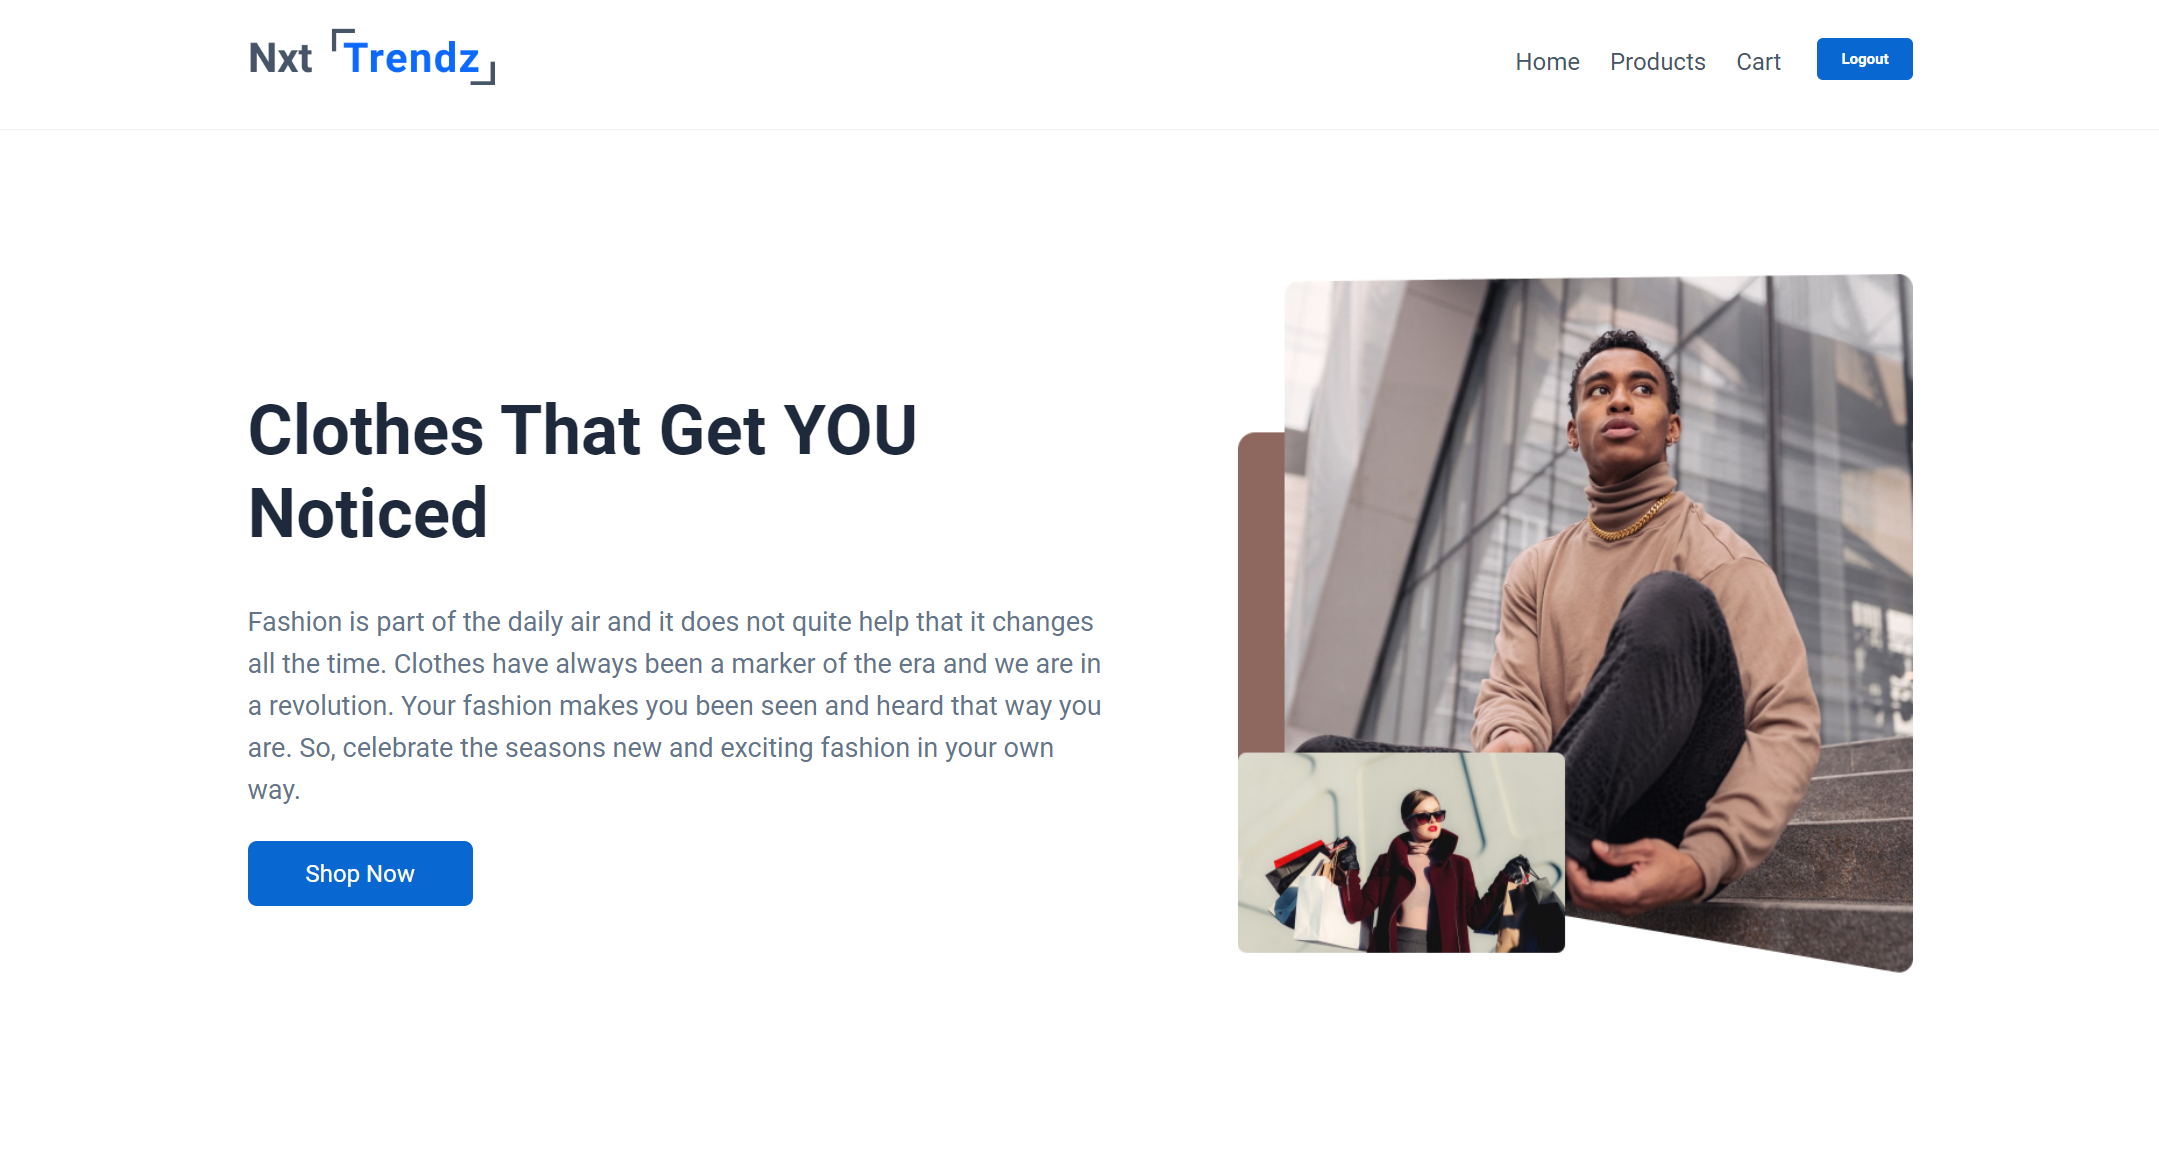 Nxt Trendz
Home Products Cart Logout
Clothes That Get YOU
Noticed
Fashion is part of the daily air and it does not quite help that it changes
all the time. Clothes have always been a marker of the era and we are in
a revolution. Your fashion makes you been seen and heard that way you
are. So, celebrate the seasons new and exciting fashion in your own
way.
Shop Now